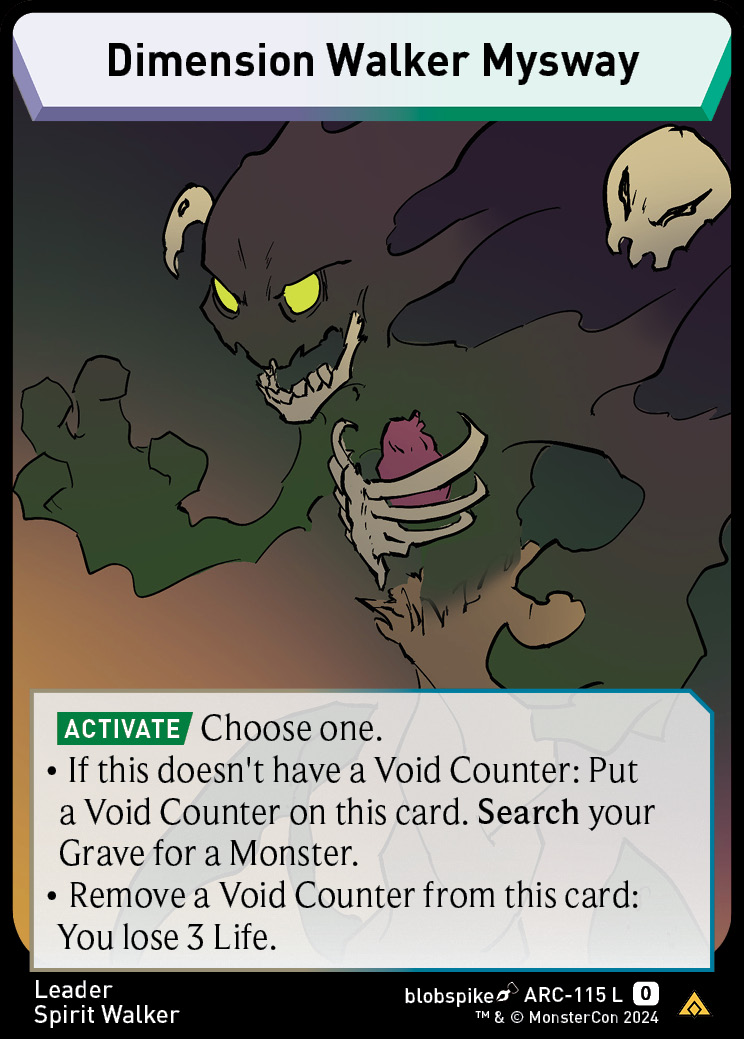 Dimension Walker Mysway
ACTIVATE Choose one.
• If this doesn't have a Void Counter: Put
a Void Counter on this card. Search your
Grave for a Monster.
• Remove a Void Counter from this card:
You lose 3 Life.
Leader
Spirit Walker
blobspike ARC-115 L 0
™ & © MonsterCon 2024